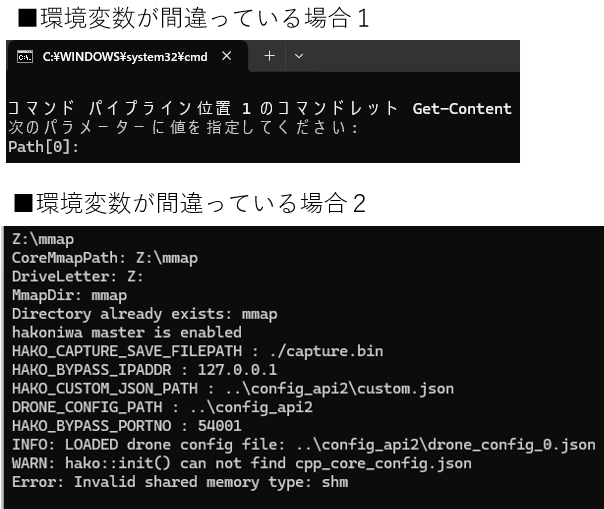 ■環境変数が間違っている場合１
C:¥WINDOWS¥system32¥cmd
コマンド パイプライン位置 1 のコマンドレット Get-Content
次のパラメーターに値を指定してください:
Path[0]:
■環境変数が間違っている場合２
Z:\mmap
CoreMmapPath: Z:\mmap
DriveLetter: Z:
MmapDir: mmap
Directory already exists: mmap
hakoniwa master is enabled
HAKO_CAPTURE_SAVE_FILEPATH : ./capture.bin
HAKO_BYPASS_IPADDR : 127.0.0.1
HAKO_CUSTOM_JSON_PATH : ..\config_api2\custom.json
DRONE_CONFIG_PATH : ..\config_api2
HAKO_BYPASS_PORTNO : 54001
INFO: LOADED drone config file: ..\config_api2\drone_config_0.json
WARN: hako::init() can not find cpp_core_config.json
Error: Invalid shared memory type: shm